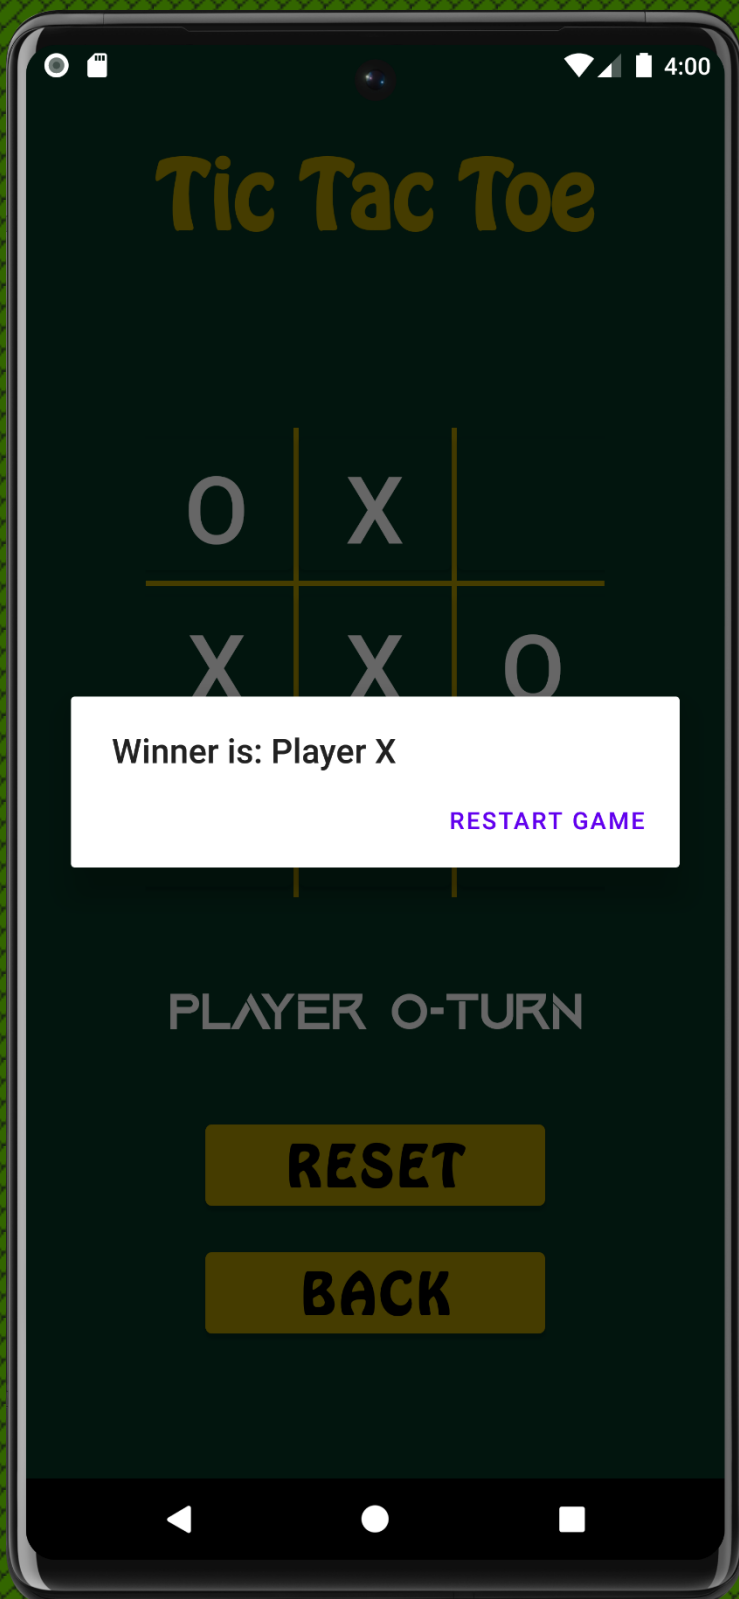 4:00
Tic Tac Toe
O X
X X O
Winner is: Player X
RESTART GAME
PLAYER O-TURN
RESET
BACK